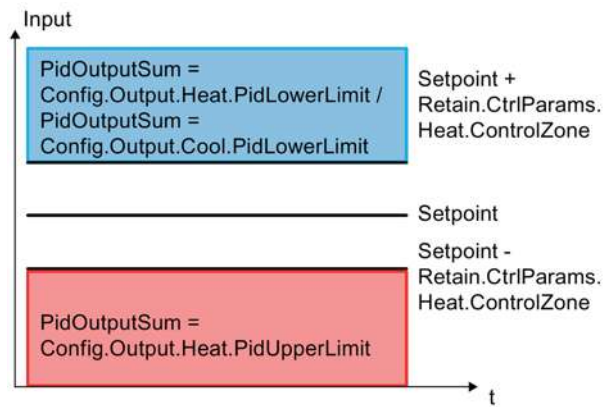 Input
PidOutputSum =
Config.Output.Heat.PidLowerLimit /
PidOutputSum =
Config.Output.Cool.PidLowerLimit
Setpoint +
Retain.CtrlParams.
Heat.ControlZone
Setpoint
Setpoint -
Retain.CtrlParams.
Heat.ControlZone
PidOutputSum =
Config.Output.Heat.PidUpperLimit
t